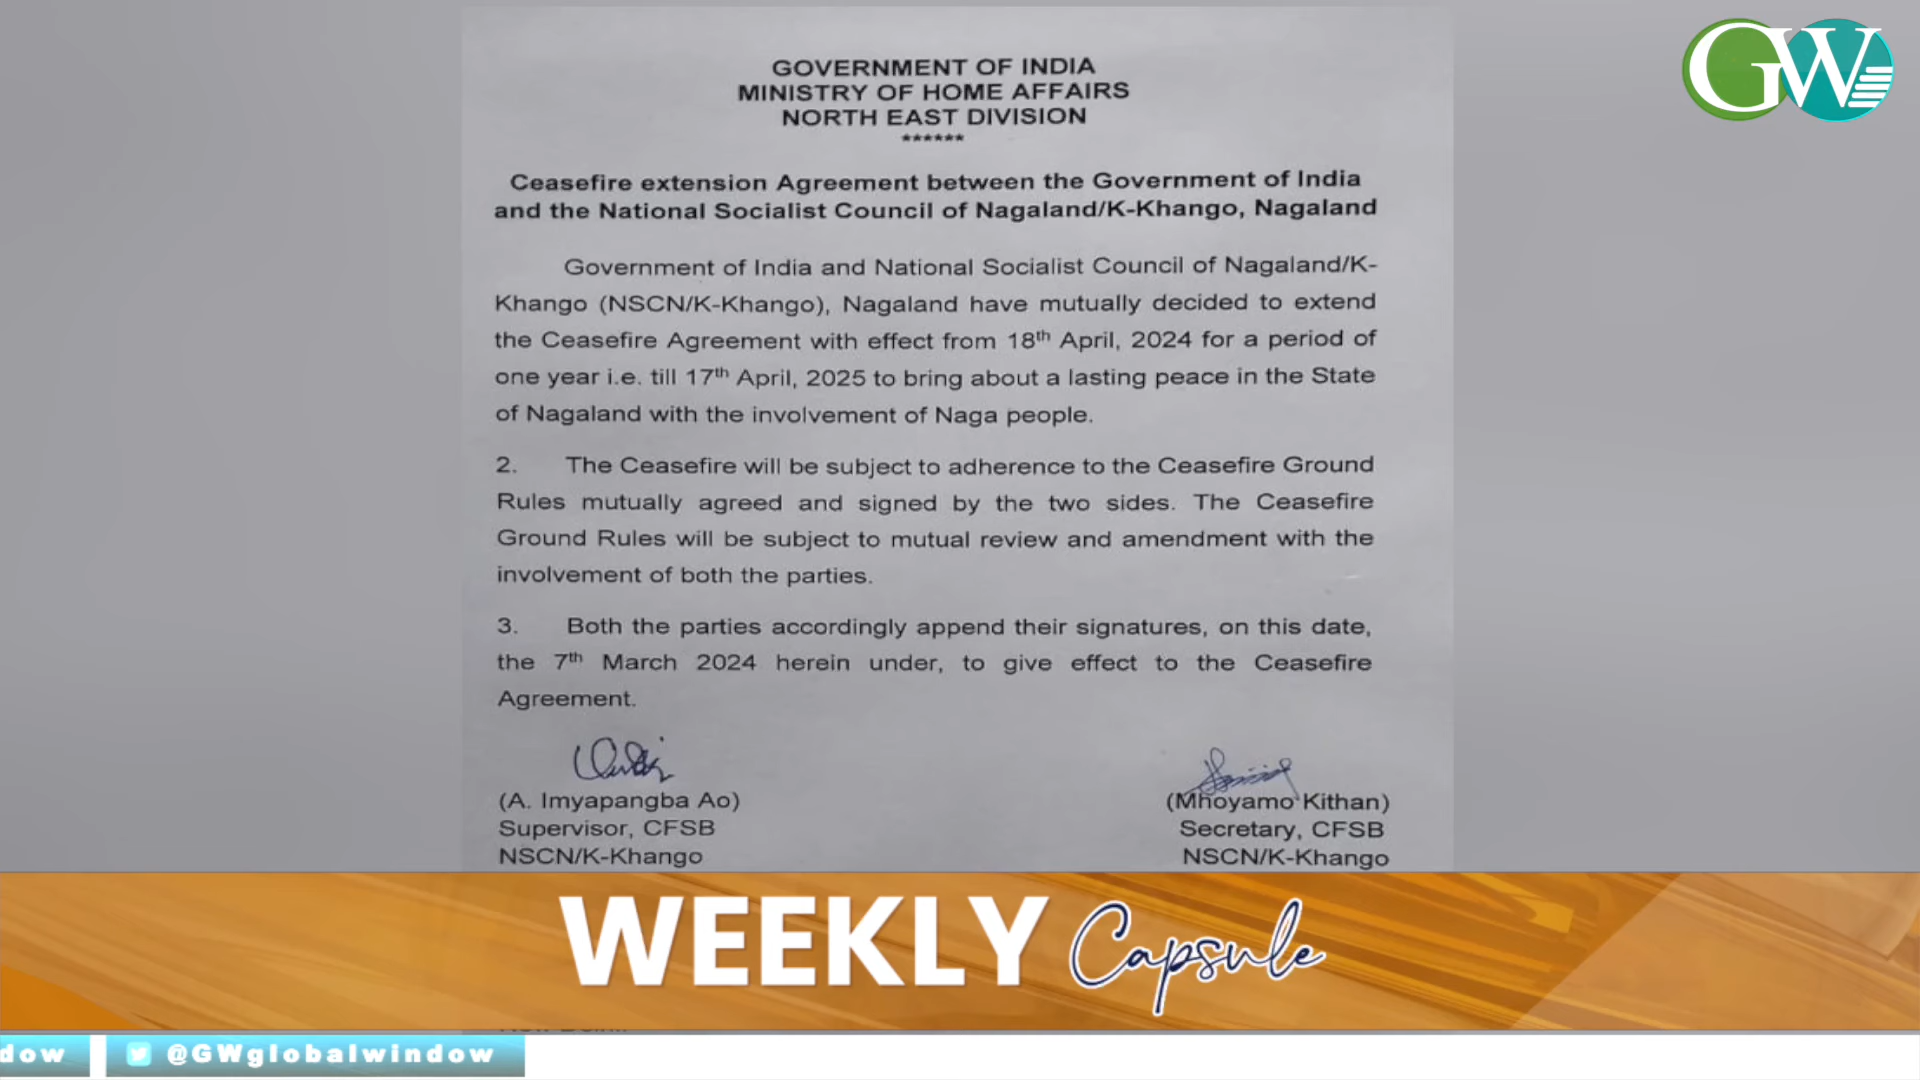 GW
GOVERNMENT OF INDIA
MINISTRY OF HOME AFFAIRS
NORTH EAST DIVISION
******
Ceasefire extension Agreement between the Government of India
and the National Socialist Council of Nagaland/K-Khango, Nagaland
Government of India and National Socialist Council of Nagaland/K-
Khango (NSCN/K-Khango), Nagaland have mutually decided to extend
the Ceasefire Agreement with effect from 18th April, 2024 for a period of
one year i.e. till 17th April, 2025 to bring about a lasting peace in the State
of Nagaland with the involvement of Naga people.
2. The Ceasefire will be subject to adherence to the Ceasefire Ground
Rules mutually agreed and signed by the two sides. The Ceasefire
Ground Rules will be subject to mutual review and amendment with the
involvement of both the parties.
3. Both the parties accordingly append their signatures, on this date,
the 7th March 2024 herein under, to give effect to the Ceasefire
Agreement.
(A. Imyapangba Ao) (Mhoyamo Kithan)
Supervisor, CFSB Secretary, CFSB
NSCN/K-Khango NSCN/K-Khango
WEEKLY Capsule
dow @GWglobalwindow